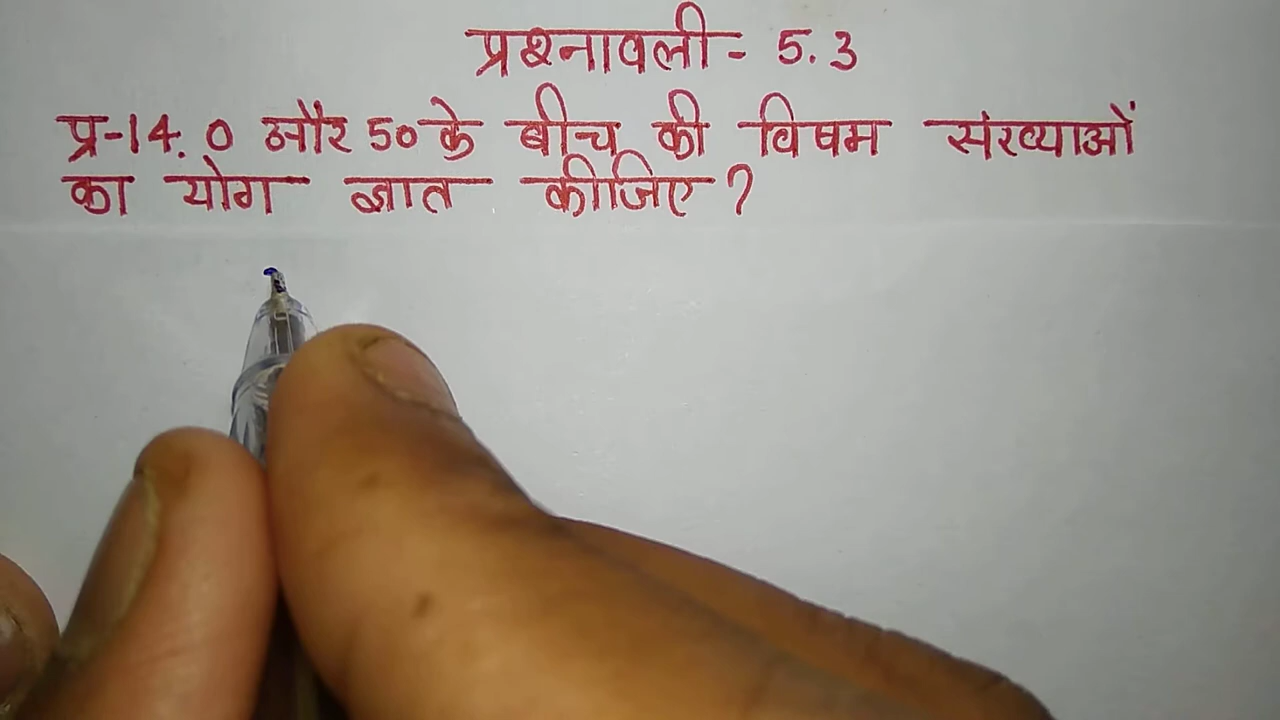 प्रश्नावली - 5.3
प्र-14. 0 और 50 के बीच की विषम संख्याओं
का योग ज्ञात कीजिए ?